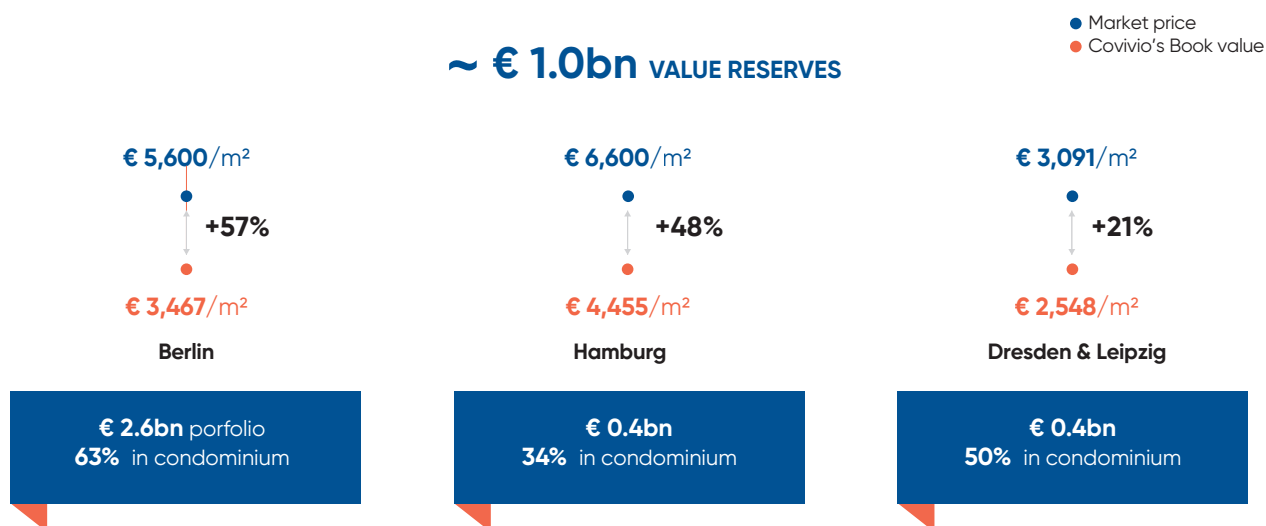 Market price
Covivio's Book value
~ € 1.0bn VALUE RESERVES
€ 5,600/m²
+57%
€ 3,467/m²
Berlin
€ 2.6bn porfolio
63% in condominium
€ 6,600/m²
+48%
€ 4,455/m²
Hamburg
€ 0.4bn
34% in condominium
€ 3,091/m²
+21%
€ 2,548/m²
Dresden & Leipzig
€ 0.4bn
50% in condominium